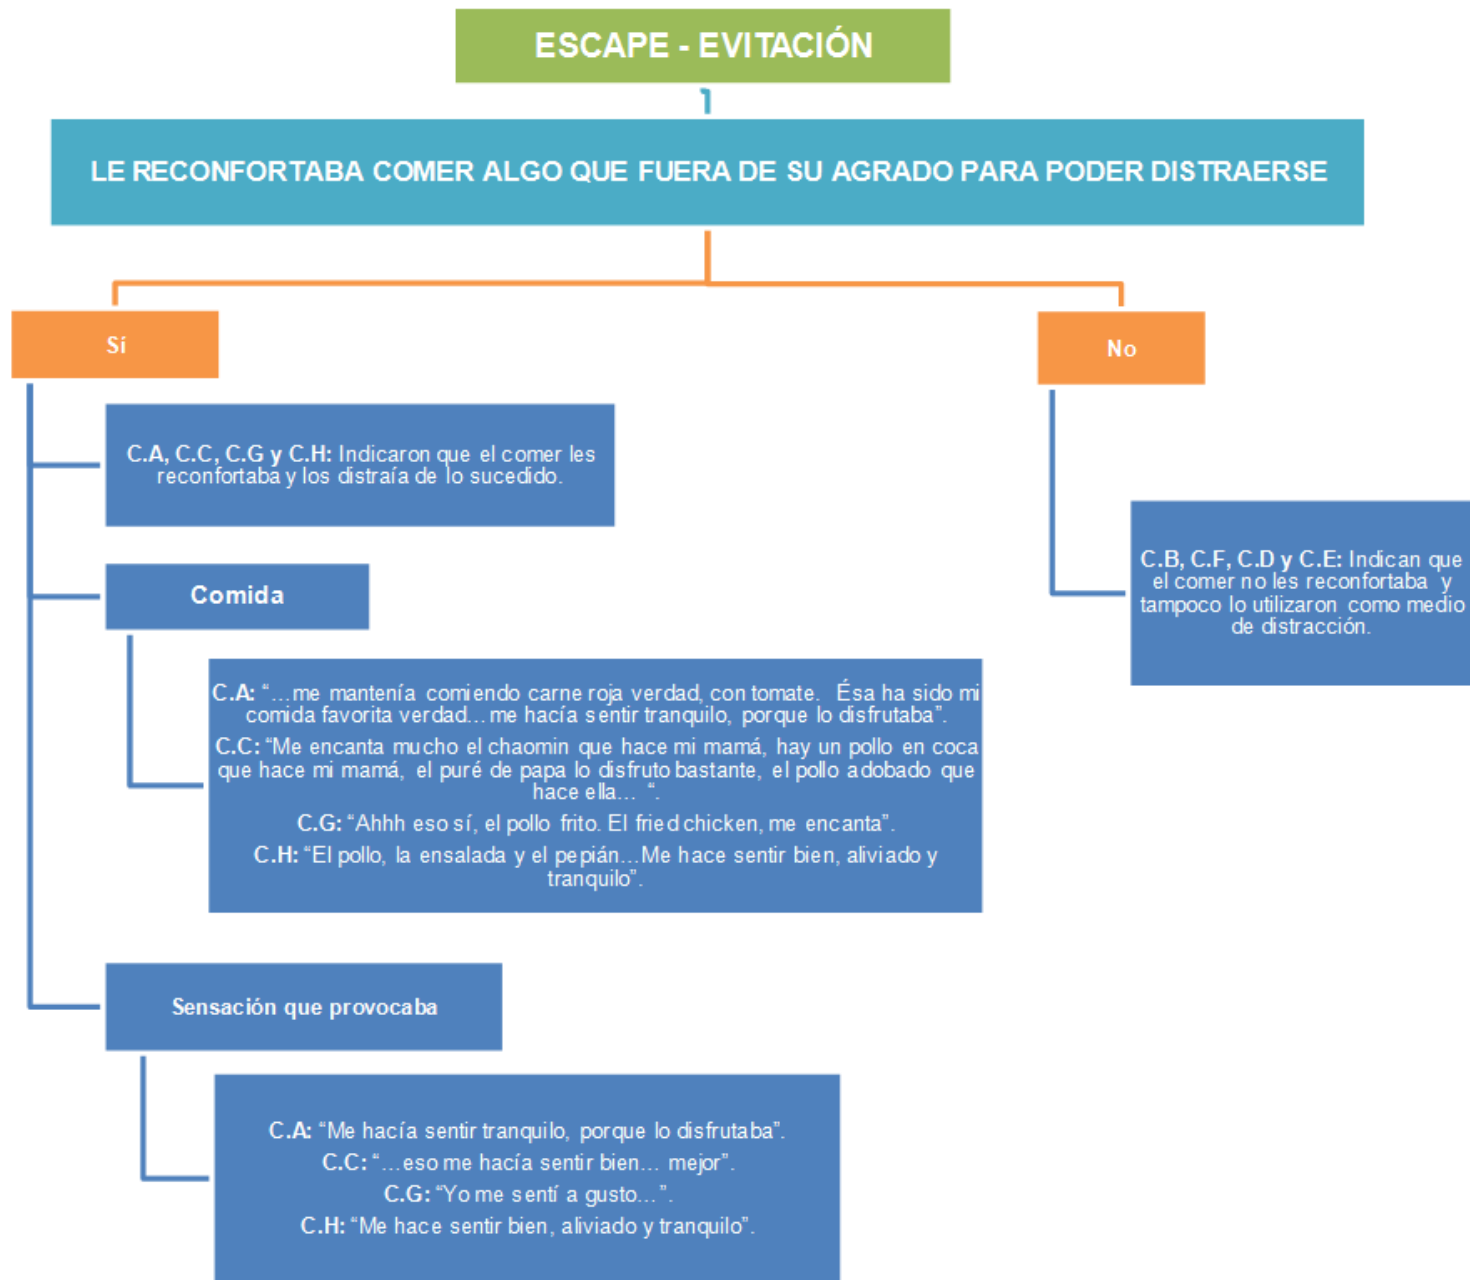 ESCAPE - EVITACIÓN
LE RECONFORTABA COMER ALGO QUE FUERA DE SU AGRADO PARA PODER DISTRAERSE
Sí
No
C.A, C.C, C.G y C.H: Indicaron que el comer les
reconfortaba y los distraía de lo sucedido.
C.B, C.F, C.D y C.E: Indican que
el comer no les reconfortaba y
tampoco lo utilizaron como medio
de distracción.
Comida
C.A: “…me mantenía comiendo carne roja verdad, con tomate. Ésa ha sido mi
comida favorita verdad… me hacía sentir tranquilo, porque lo disfrutaba”.
C.C: “Me encanta mucho el chaomin que hace mi mamá, hay un pollo en coca
que hace mi mamá, el puré de papa lo disfruto bastante, el pollo adobado que
hace ella… “.
C.G: “Ahhh eso sí, el pollo frito. El fried chicken, me encanta”.
C.H: “El pollo, la ensalada y el pepián…Me hace sentir bien, aliviado y
tranquilo”.
Sensación que provocaba
C.A: “Me hacía sentir tranquilo, porque lo disfrutaba”.
C.C: “…eso me hacía sentir bien… mejor”.
C.G: “Yo me sentí a gusto…”.
C.H: “Me hace sentir bien, aliviado y tranquilo”.